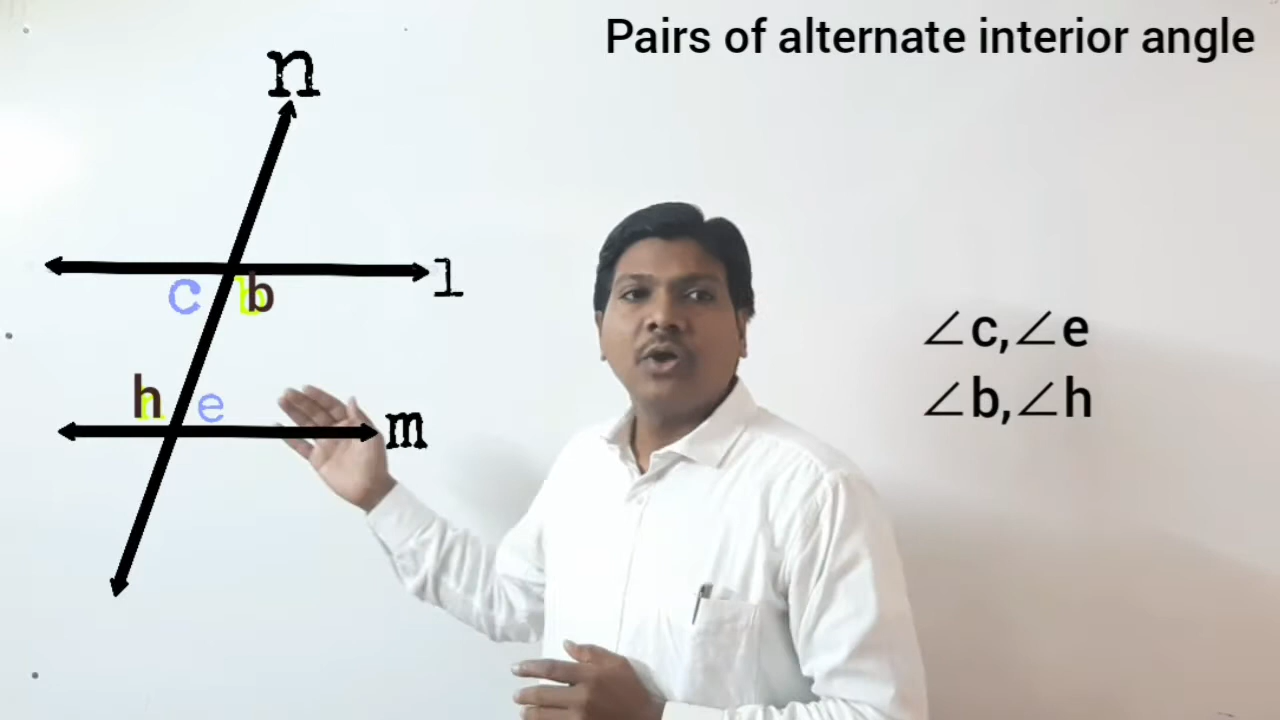 Pairs of alternate interior angle
n
l
c b
h e
m
∠c,∠e
∠b,∠h